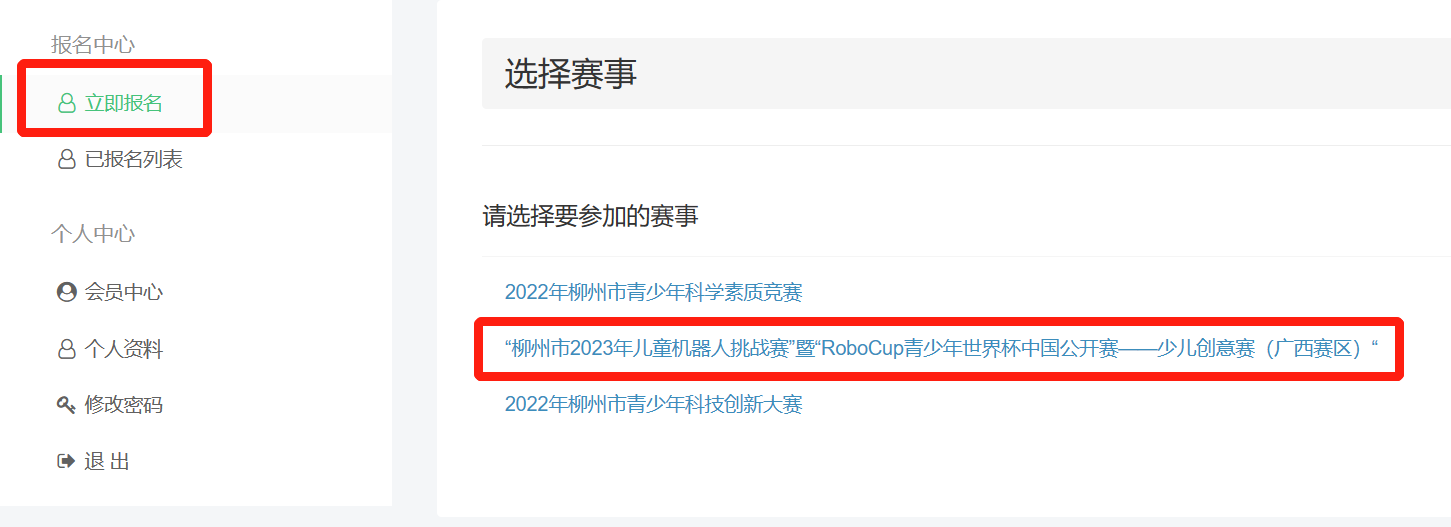 报名中心
立即报名
已报名列表
个人中心
会员中心
个人资料
修改密码
退 出
选择赛事
请选择要参加的赛事
2022年柳州市青少年科学素质竞赛
“柳州市2023年儿童机器人挑战赛”暨“RoboCup青少年世界杯中国公开赛——少儿创意赛（广西赛区）“
2022年柳州市青少年科技创新大赛